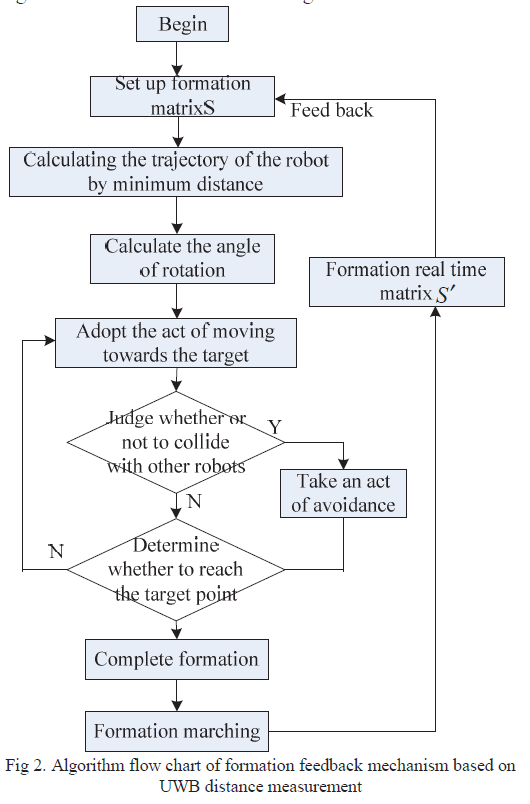 Begin
Set up formation
matrixS
Feed back
Calculating the trajectory of the robot
by minimum distance
Calculate the angle
of rotation
Formation real time
matrix S′
Adopt the act of moving
towards the target
Judge whether or
not to collide
with other robots
Y
Take an act
of avoidance
N
N
Determine
whether to reach
the target point
Complete formation
Formation marching
Fig 2. Algorithm flow chart of formation feedback mechanism based on
UWB distance measurement